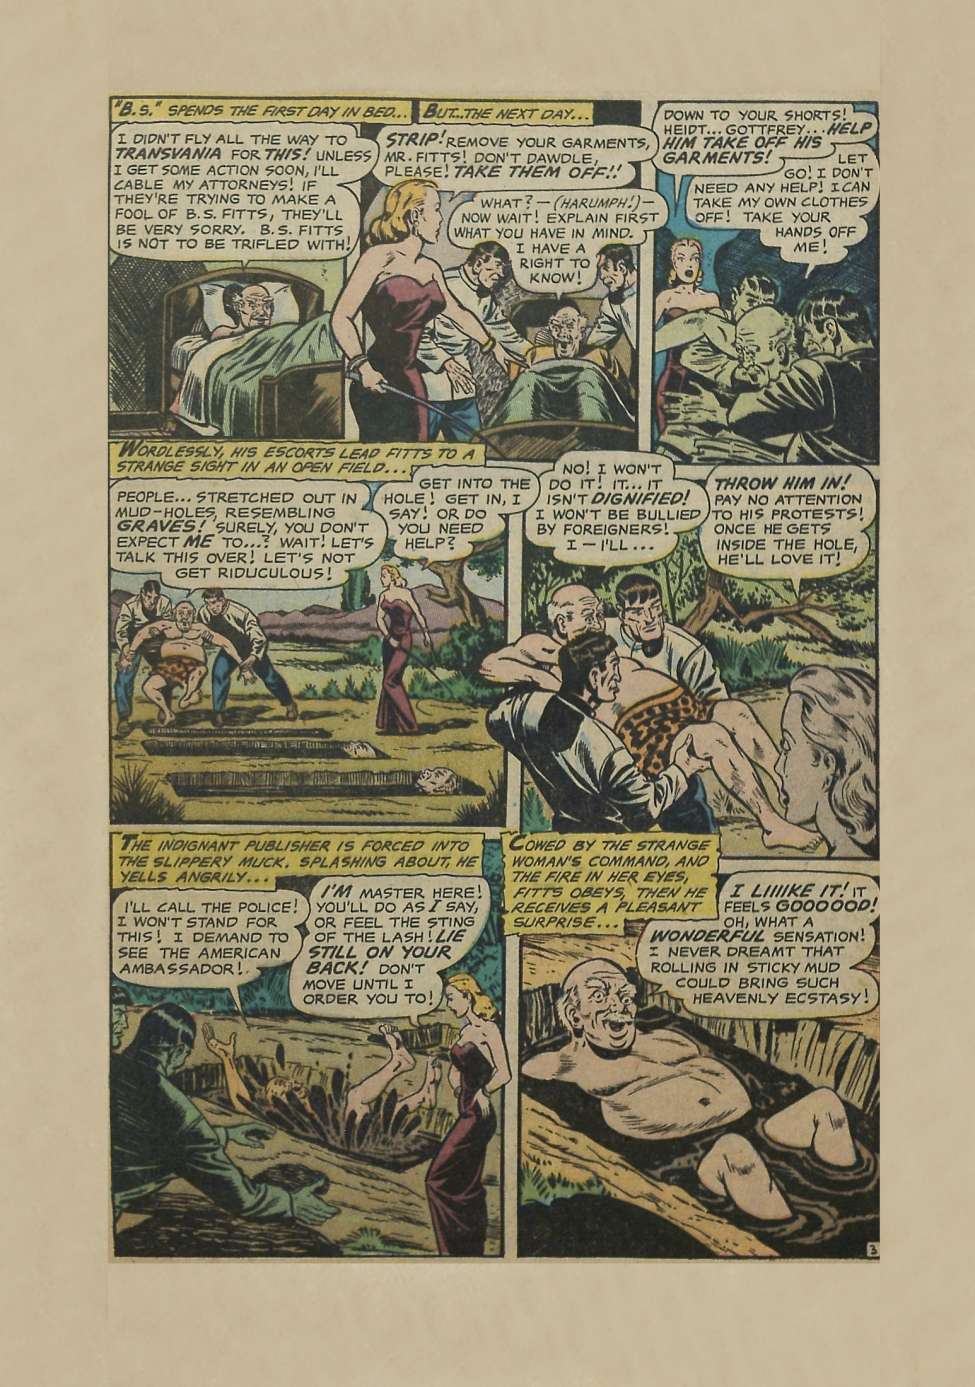 "B.S." SPENDS THE FIRST DAY IN BED...
I DIDN'T FLY ALL THE WAY TO
TRANSVANIA FOR THIS! UNLESS
I GET SOME ACTION SOON, I'LL
CABLE MY ATTORNEYS! IF
THEY'RE TRYING TO MAKE A
FOOL OF B.S. FITTS, THEY'LL
BE VERY SORRY. B.S. FITTS
IS NOT TO BE TRIFLED WITH!
BUT..THE NEXT DAY...
STRIP! REMOVE YOUR GARMENTS,
MR. FITTS! DON'T DAWDLE,
PLEASE! TAKE THEM OFF!!
WHAT?—(HARUMPH!)—
NOW WAIT! EXPLAIN FIRST
WHAT YOU HAVE IN MIND.
I HAVE A
RIGHT TO
KNOW!
DOWN TO YOUR SHORTS!
HEIDT... GOTTFREY... HELP
HIM TAKE OFF HIS
GARMENTS!
LET
GO! I DON'T
NEED ANY HELP! I CAN
TAKE MY OWN CLOTHES
OFF! TAKE YOUR
HANDS OFF
ME!
WORDLESSLY, HIS ESCORTS LEAD FITTS TO A
STRANGE SIGHT IN AN OPEN FIELD...
PEOPLE... STRETCHED OUT IN
MUD-HOLES, RESEMBLING
GRAVES! SURELY, YOU DON'T
EXPECT ME TO...? WAIT! LET'S
TALK THIS OVER! LET'S NOT
GET RIDUCULOUS!
GET INTO THE
HOLE! GET IN, I
SAY! OR DO
YOU NEED
HELP?
NO! I WON'T
DO IT! IT... IT
ISN'T DIGNIFIED!
I WON'T BE BULLIED
BY FOREIGNERS!
I—I'LL...
THROW HIM IN!
PAY NO ATTENTION
TO HIS PROTESTS!
ONCE HE GETS
INSIDE THE HOLE,
HE'LL LOVE IT!
THE INDIGNANT PUBLISHER IS FORCED INTO
THE SLIPPERY MUCK. SPLASHING ABOUT, HE
YELLS ANGRILY...
I'LL CALL THE POLICE!
I WON'T STAND FOR
THIS! I DEMAND TO
SEE THE AMERICAN
AMBASSADOR!
I'M MASTER HERE!
YOU'LL DO AS I SAY,
OR FEEL THE STING
OF THE LASH! LIE
STILL ON YOUR
BACK! DON'T
MOVE UNTIL I
ORDER YOU TO!
COWED BY THE STRANGE
WOMAN'S COMMAND, AND
THE FIRE IN HER EYES,
FITTS OBEYS, THEN HE
RECEIVES A PLEASANT
SURPRISE...
I LIIIIKE IT! IT
FEELS GOOOOOD!
OH, WHAT A
WONDERFUL SENSATION!
I NEVER DREAMT THAT
ROLLING IN STICKY MUD
COULD BRING SUCH
HEAVENLY ECSTASY!
3